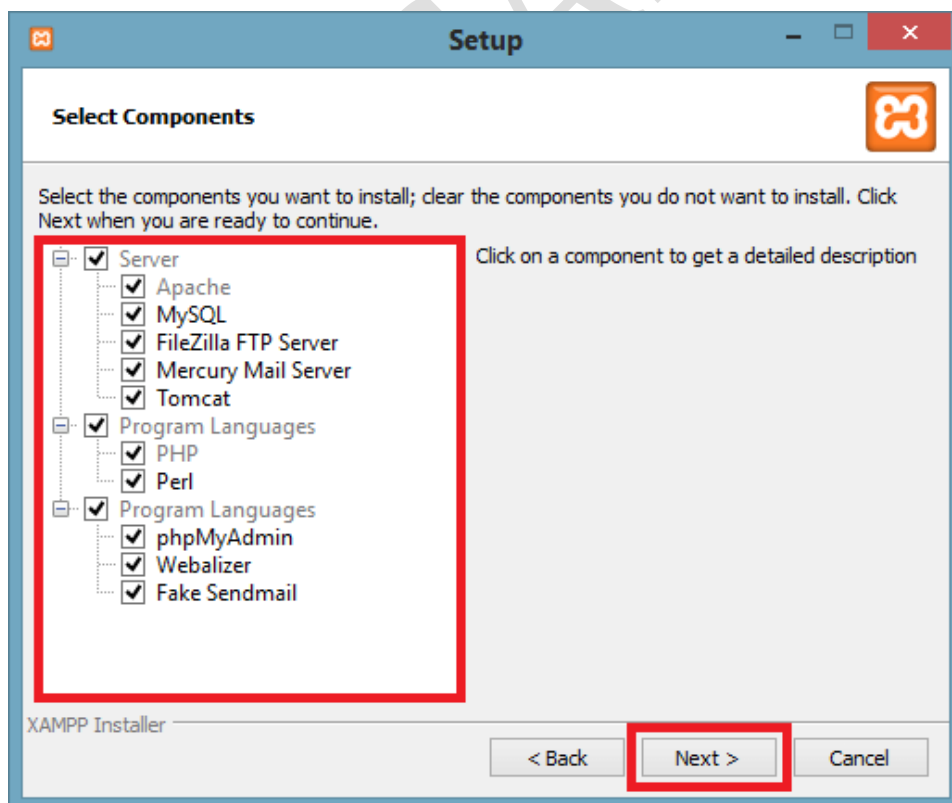 Setup
Select Components
Select the components you want to install; clear the components you do not want to install. Click
Next when you are ready to continue.
Server
Apache
MySQL
FileZilla FTP Server
Mercury Mail Server
Tomcat
Program Languages
PHP
Perl
Program Languages
phpMyAdmin
Webalizer
Fake Sendmail
Click on a component to get a detailed description
XAMPP Installer
< Back
Next >
Cancel